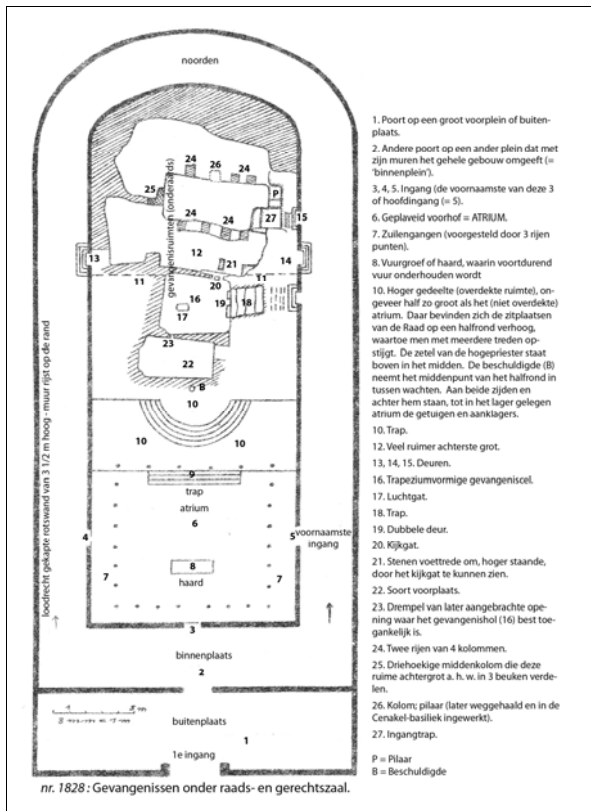 noorden
24
26
24
25
P
24
24
27
15
12
13
14
21
11
20
11
16
19
18
17
23
22
B
10
10
10
9
trap
atrium
6
4
5
voornaamste
ingang
8
7
haard
7
3
binnenplaats
2
buitenplaats
1
1e ingang
gevangenisruimten (onderaards)
loodrecht gekapte rotswand van 3 1/2 m hoog - muur rijst op de rand
nr. 1828 : Gevangenissen onder raads- en gerechtszaal.
1. Poort op een groot voorplein of buiten-
plaats.
2. Andere poort op een ander plein dat met
zijn muren het gehele gebouw omgeeft (=
‘binnenplein’).
3, 4, 5. Ingang (de voornaamste van deze 3
of hoofdingang (= 5).
6. Geplaveid voorhof = ATRIUM.
7. Zuilengangen (voorgesteld door 3 rijen
punten).
8. Vuurgroef of haard, waarin voortdurend
vuur onderhouden wordt
10. Hoger gedeelte (overdekte ruimte), on-
geveer half zo groot als het (niet overdekte)
atrium. Daar bevinden zich de zitplaatsen
van de Raad op een halfrond verhoog,
waartoe men met meerdere treden op-
stijgt. De zetel van de hogepriester staat
boven in het midden. De beschuldigde (B)
neemt het middenpunt van het halfrond in
tussen wachten. Aan beide zijden en
achter hem staan, tot in het lager gelegen
atrium de getuigen en aanklagers.
10. Trap.
12. Veel ruimer achterste grot.
13, 14, 15. Deuren.
16. Trapeziumvormige gevangeniscel.
17. Luchtgat.
18. Trap.
19. Dubbele deur.
20. Kijkgat.
21. Stenen voettrede om, hoger staande,
door het kijkgat te kunnen zien.
22. Soort voorplaats.
23. Drempel van later aangebrachte ope-
ning waar het gevangenishol (16) best toe-
gankelijk is.
24. Twee rijen van 4 kolommen.
25. Driehoekige middenkolom die deze
ruime achtergrot a. h. w. in 3 beuken verde-
len.
26. Kolom; pilaar (later weggehaald en in de
Cenakel-basiliek ingewerkt).
27. Ingangtrap.
P = Pilaar
B = Beschuldigde